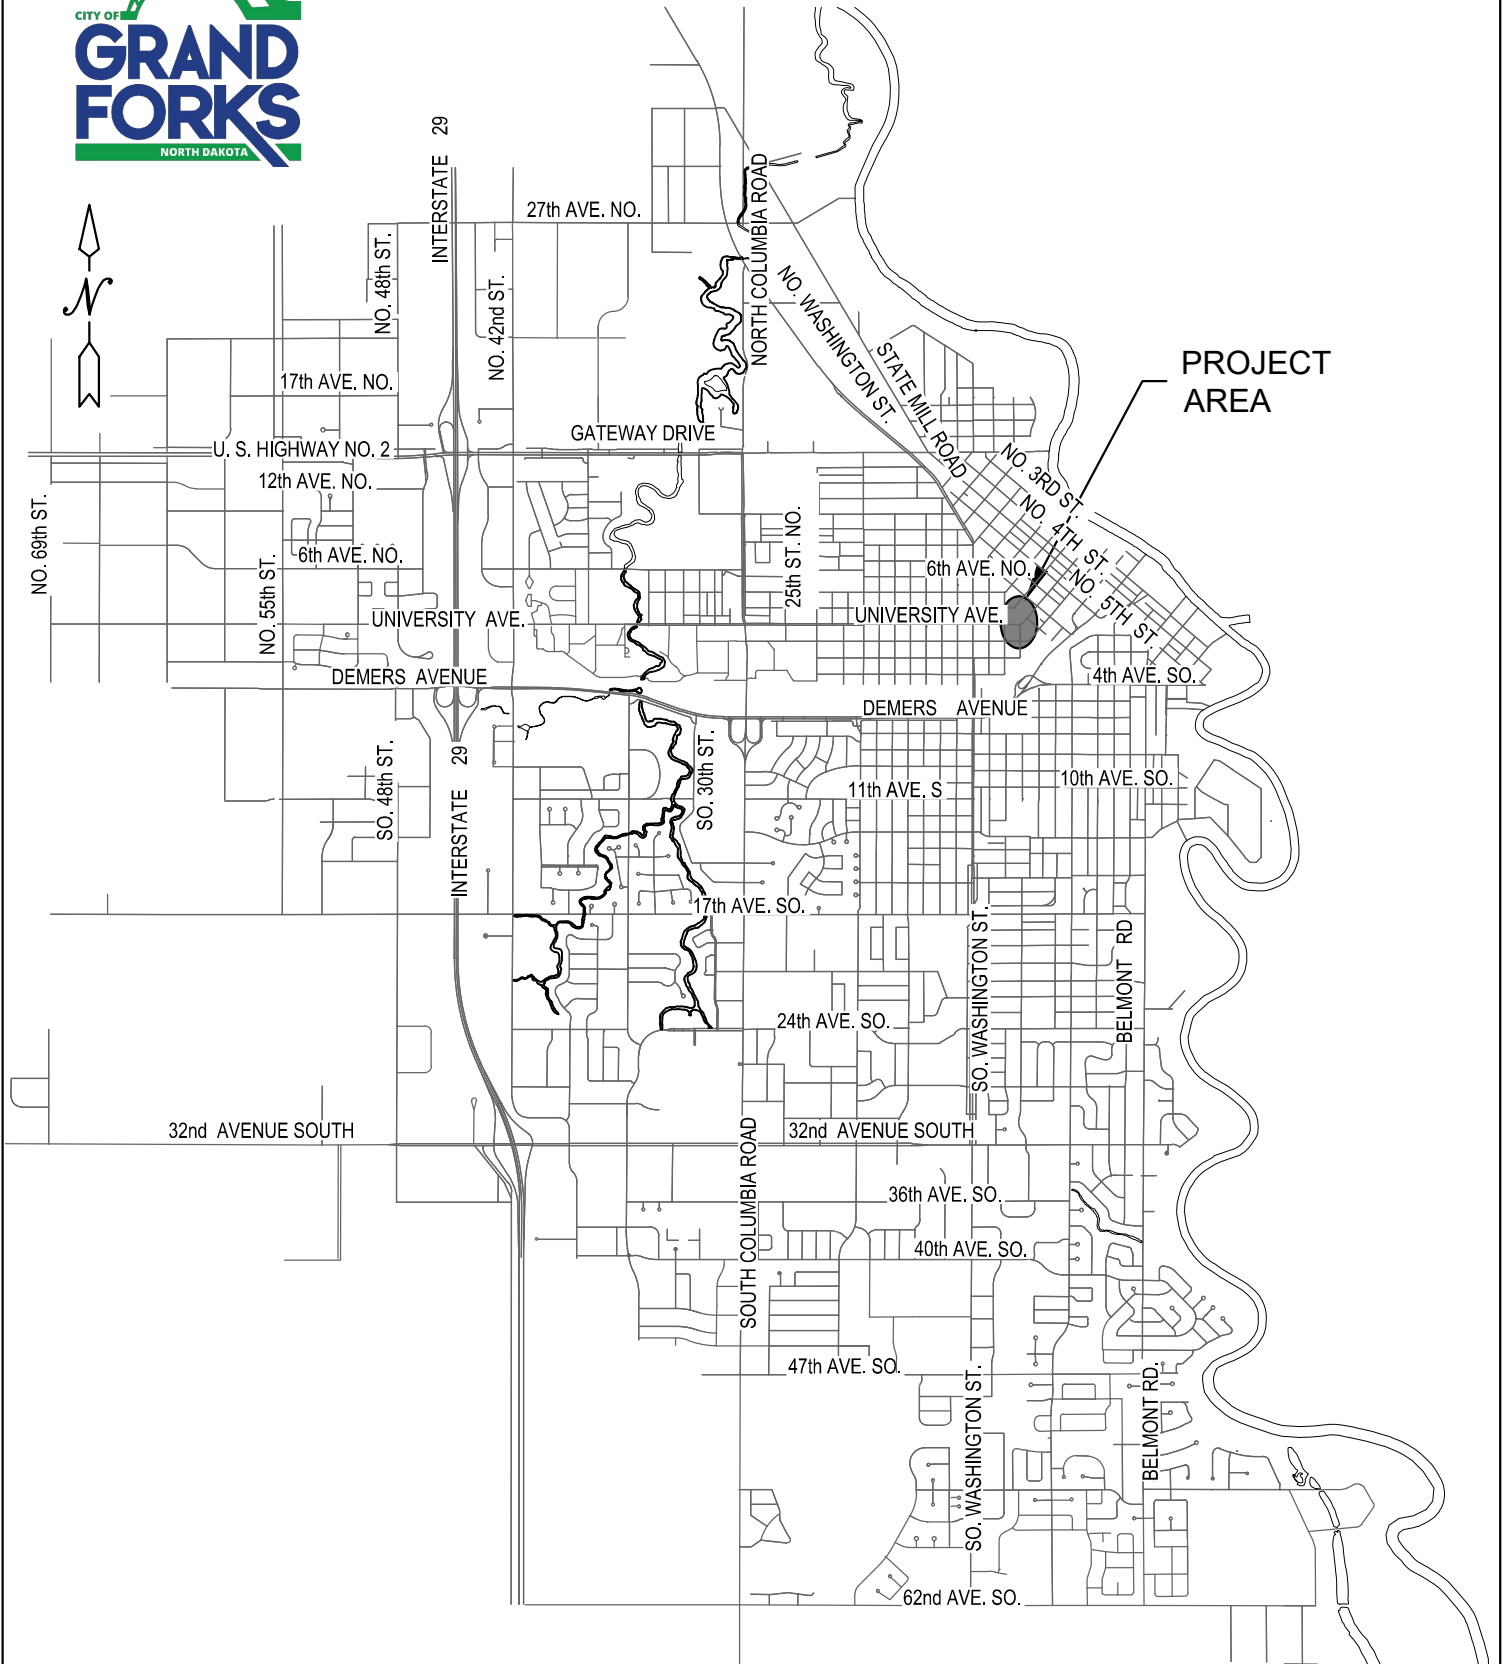 CITY OF
GRAND
FORKS
NORTH DAKOTA
N
INTERSTATE 29
27th AVE. NO.
NORTH COLUMBIA ROAD
NO. 48th ST.
NO. 42nd ST.
NO. WASHINGTON ST.
STATE MILL ROAD
PROJECT
AREA
17th AVE. NO.
GATEWAY DRIVE
U. S. HIGHWAY NO. 2
12th AVE. NO.
NO. 3RD ST.
NO. 4TH ST.
NO. 5TH ST.
NO. 69th ST.
6th AVE. NO.
25th ST. NO.
6th AVE. NO.
NO. 55th ST.
UNIVERSITY AVE.
UNIVERSITY AVE.
DEMERS AVENUE
4th AVE. SO.
DEMERS AVENUE
SO. 48th ST.
INTERSTATE 29
SO. 30th ST.
11th AVE. S
10th AVE. SO.
17th AVE. SO.
SO. WASHINGTON ST.
BELMONT RD
24th AVE. SO.
32nd AVENUE SOUTH
32nd AVENUE SOUTH
SOUTH COLUMBIA ROAD
36th AVE. SO.
40th AVE. SO.
47th AVE. SO.
SO. WASHINGTON ST.
BELMONT RD.
62nd AVE. SO.